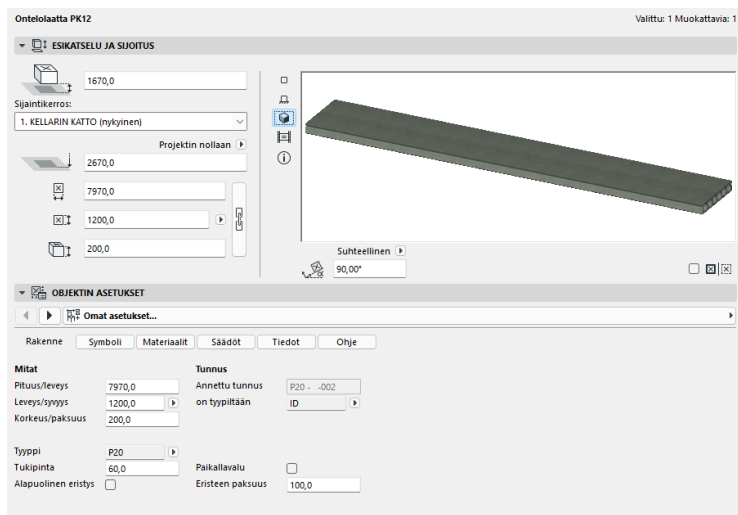 Ontelolaatta PK12
Valittu: 1 Muokattavia: 1
ESIKATSELU JA SIJOITUS
1670,0
Sijaintikerros:
1. KELLARIN KATTO (nykyinen)
Projektin nollaan
2670,0
7970,0
1200,0
200,0
Suhteellinen
90,00°
OBJEKTIN ASETUKSET
Omat asetukset...
Rakenne Symboli Materiaalit Säädöt Tiedot Ohje
Mitat Tunnus
Pituus/leveys 7970,0 Annettu tunnus P20 - -002
Leveys/syvyys 1200,0 on tyypiltään ID
Korkeus/paksuus 200,0
Tyyppi P20
Tukipinta 60,0 Paikallavalu
Alapuolinen eristys Eristeen paksuus 100,0